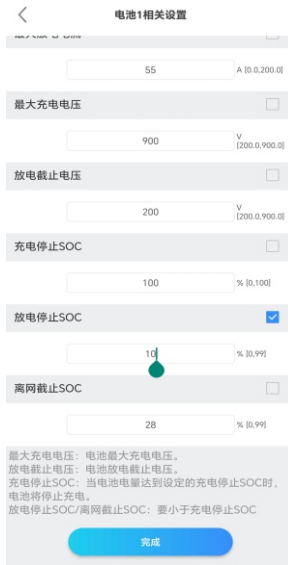 电池1相关设置
55
A [0.0,200.0]
最大充电电压
900
V
[200.0,900.0]
放电截止电压
200
V
[200.0,900.0]
充电停止SOC
100
% [0,100]
放电停止SOC
10
% [0,99]
离网截止SOC
28
% [0,99]
最大充电电压：电池最大充电电压。
放电截止电压：电池放电截止电压。
充电停止SOC：当电池电量达到设定的充电停止SOC时，
电池将停止充电。
放电停止SOC/离网截止SOC：要小于充电停止SOC
完成